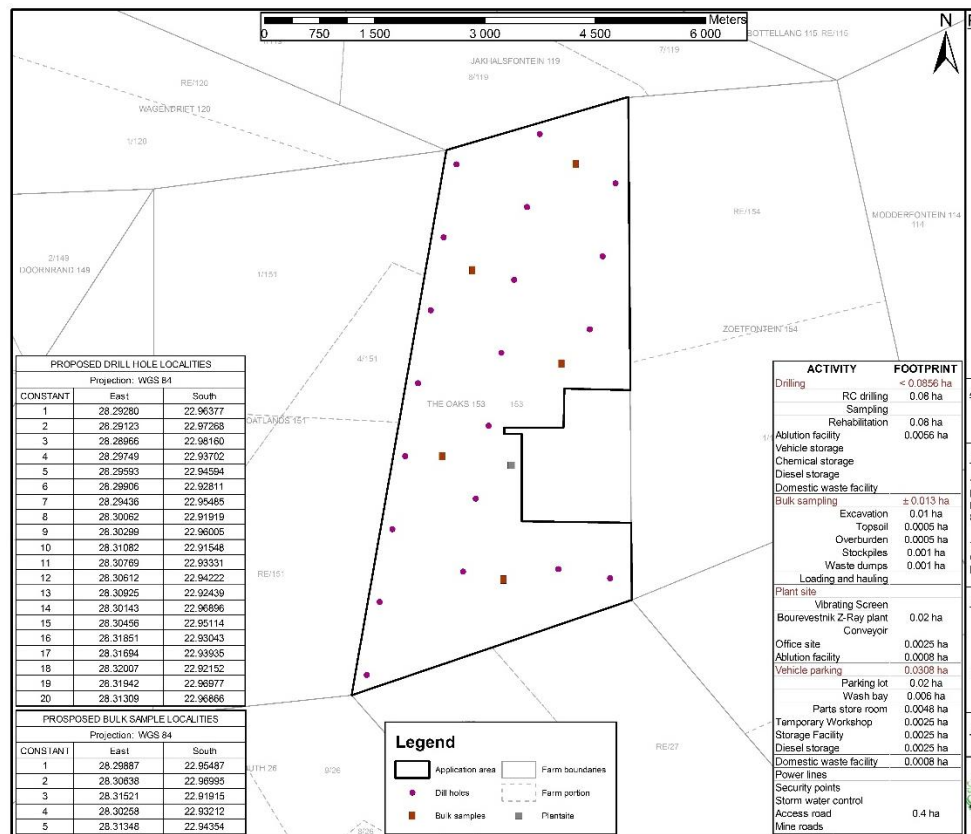 Meters
0 750 1 500 3 000 4 500 6 000
N
BOTTELLANG 115 RE/115
7/119
JAKHALSFONTEIN 119
8/119
RE/120
WAGENDRIFT 120
1/120
RE/154
MODDERFONTEIN 114
114
2/149
DOORNRAND 149
1/151
ZOETFONTEIN 154
4/151
THE OAKS 153 153
OATLANDS 151
RE/151
RE/27
9/26
8/26
PROPOSED DRILL HOLE LOCALITIES
Projection: WGS 84
CONSTANT East South
1 28.29280 22.96377
2 28.29123 22.97268
3 28.28966 22.98160
4 28.29749 22.93702
5 28.29593 22.94594
6 28.29906 22.92811
7 28.29436 22.95485
8 28.30062 22.91919
9 28.30299 22.96005
10 28.31082 22.91548
11 28.30769 22.93331
12 28.30612 22.94222
13 28.30925 22.92439
14 28.30143 22.96896
15 28.30456 22.95114
16 28.31851 22.93043
17 28.31694 22.93935
18 28.32007 22.92152
19 28.31942 22.96977
20 28.31309 22.96866
PROSPOSED BULK SAMPLE LOCALITIES
Projection: WGS 84
CONSTANT East South
1 28.29887 22.95487
2 28.30638 22.96995
3 28.31521 22.91915
4 28.30258 22.93212
5 28.31348 22.94354
Legend
Application area Farm boundaries
Dill holes Farm portion
Bulk samples Plantsite
ACTIVITY FOOTPRINT
Drilling < 0.0856 ha
RC drilling 0.08 ha
Sampling
Rehabilitation 0.08 ha
Ablution facility 0.0056 ha
Vehicle storage
Chemical storage
Diesel storage
Domestic waste facility
Bulk sampling ± 0.013 ha
Excavation 0.01 ha
Topsoil 0.0005 ha
Overburden 0.0005 ha
Stockpiles 0.001 ha
Waste dumps 0.001 ha
Loading and hauling
Plant site
Vibrating Screen
Bourevestnik Z-Ray plant 0.02 ha
Conveyoir
Office site 0.0025 ha
Ablution facility 0.0008 ha
Vehicle parking 0.0308 ha
Parking lot 0.02 ha
Wash bay 0.006 ha
Parts store room 0.0048 ha
Temporary Workshop 0.0025 ha
Storage Facility 0.0025 ha
Diesel storage 0.0025 ha
Domestic waste facility 0.0008 ha
Power lines
Security points
Storm water control
Access road 0.4 ha
Mine roads